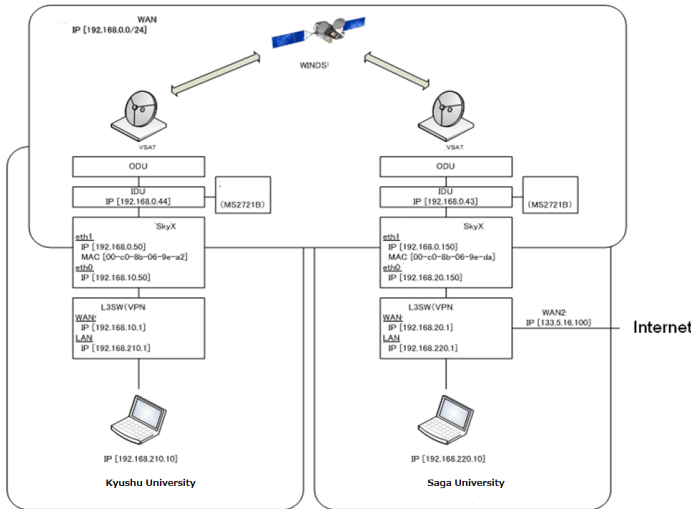 WAN
IP [192.168.0.0/24]
WINDS
VSAT
VSAT
ODU
ODU
IDU
IP [192.168.0.44]
(MS2721B)
IDU
IP [192.168.0.43]
(MS2721B)
SkyX
eth1
IP [192.168.0.50]
MAC [00-c0-8b-06-9e-a2]
eth0
IP [192.168.10.50]
SkyX
eth1
IP [192.168.0.150]
MAC [00-c0-8b-06-9e-da]
eth0
IP [192.168.20.150]
L3SW(VPN
WAN:
IP [192.168.10.1]
LAN
IP [192.168.210.1]
L3SW(VPN
WAN:
IP [192.168.20.1]
LAN
IP [192.168.220.1]
WAN2:
IP [133.5.16.100]
Internet
IP [192.168.210.10]
IP [192.168.220.10]
Kyushu University
Saga University